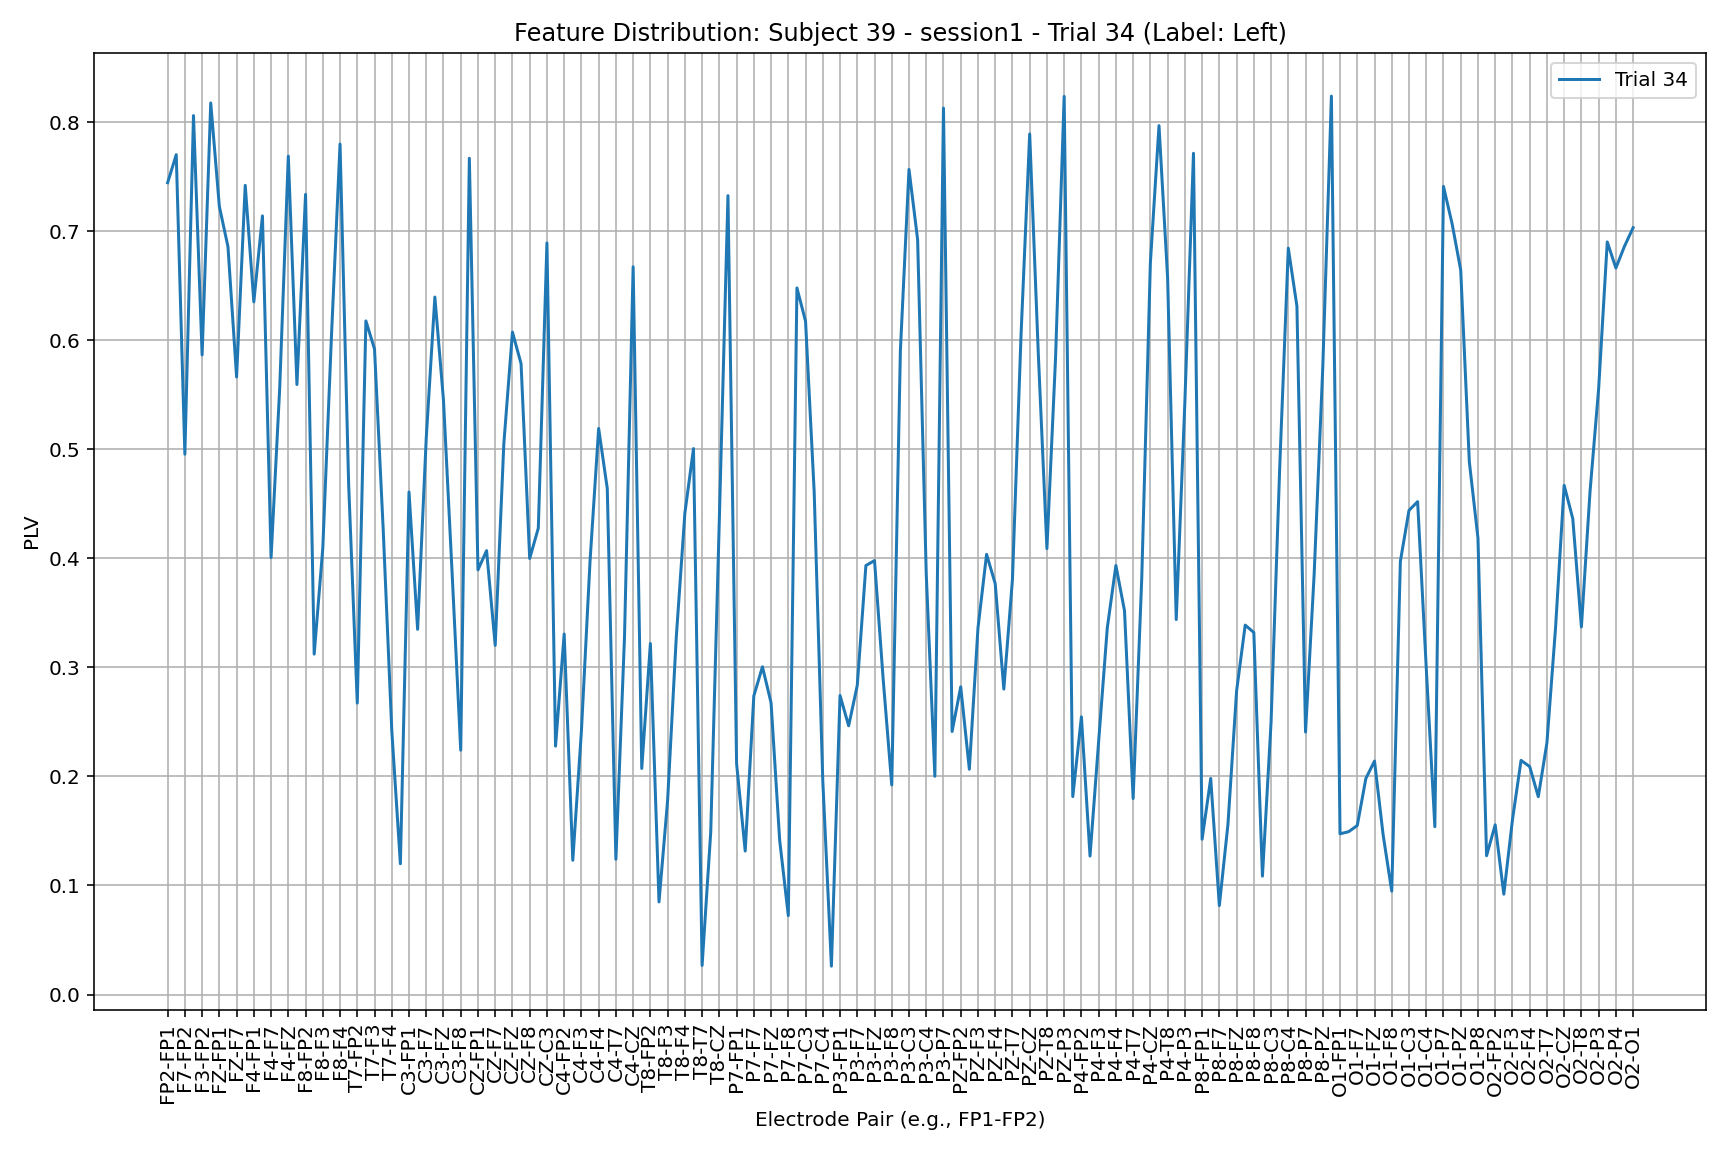 Feature Distribution: Subject 39 - session1 - Trial 34 (Label: Left)
Trial 34
PLV
0.8
0.7
0.6
0.5
0.4
0.3
0.2
0.1
0.0
FP2-FP1
F7-FP2
F3-FP2
FZ-FP1
FZ-F7
F4-FP1
F4-F7
F4-FZ
F8-FP2
F8-F3
F8-F4
T7-FP2
T7-F3
T7-F4
C3-FP1
C3-F7
C3-FZ
C3-F8
CZ-FP1
CZ-F7
CZ-FZ
CZ-F8
CZ-C3
C4-FP2
C4-F3
C4-F4
C4-T7
C4-CZ
T8-FP2
T8-F3
T8-F4
T8-T7
T8-CZ
P7-FP1
P7-F7
P7-FZ
P7-F8
P7-C3
P7-C4
P3-FP1
P3-F7
P3-FZ
P3-F8
P3-C3
P3-C4
P3-P7
PZ-FP2
PZ-F3
PZ-F4
PZ-T7
PZ-CZ
PZ-T8
PZ-P3
P4-FP2
P4-F3
P4-F4
P4-T7
P4-CZ
P4-T8
P4-P3
P8-FP1
P8-F7
P8-FZ
P8-F8
P8-C3
P8-C4
P8-P7
P8-PZ
O1-FP1
O1-F7
O1-FZ
O1-F8
O1-C3
O1-C4
O1-P7
O1-PZ
O1-P8
O2-FP2
O2-F3
O2-F4
O2-T7
O2-CZ
O2-T8
O2-P3
O2-P4
O2-O1
Electrode Pair (e.g., FP1-FP2)